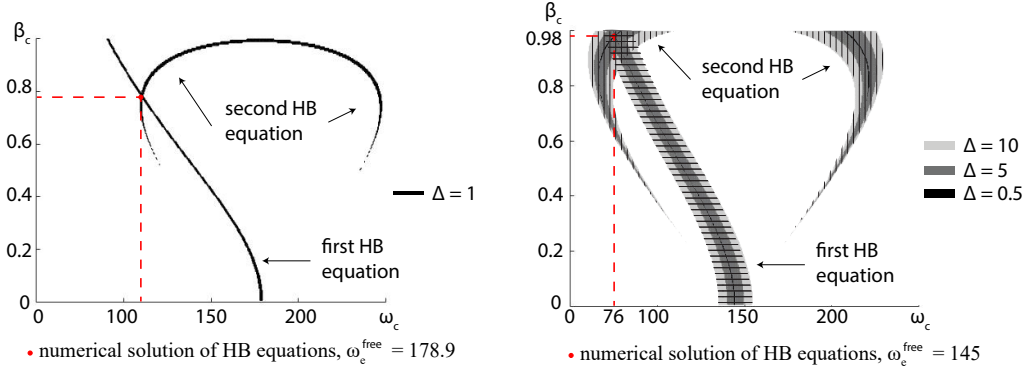 β_c
1
0.8
0.6
0.4
0.2
0
0
100
150
200
ω_c
second HB
equation
first HB
equation
Δ = 1
• numerical solution of HB equations, ω_e^free = 178.9
β_c
0.98
0.8
0.6
0.4
0.2
0
0
76
100
150
200
ω_c
second HB
equation
first HB
equation
Δ = 10
Δ = 5
Δ = 0.5
• numerical solution of HB equations, ω_e^free = 145